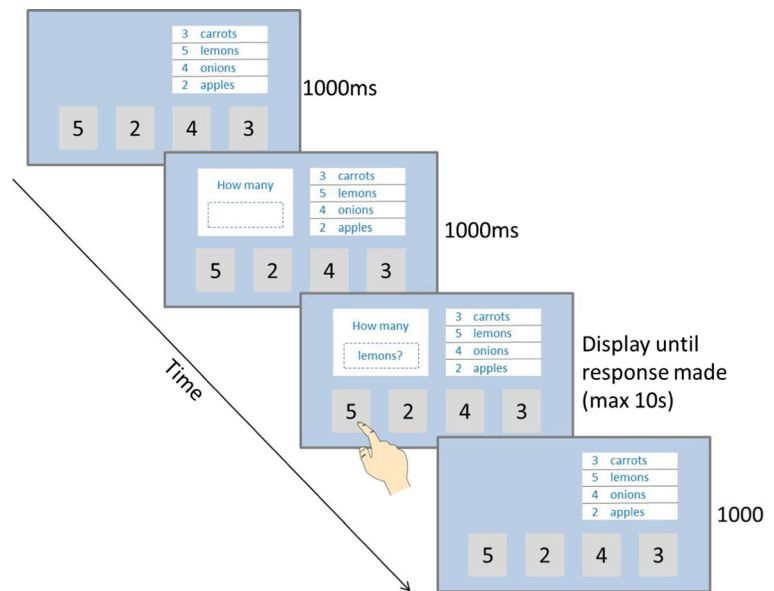 3 carrots
5 lemons
4 onions
2 apples
1000ms
5 2 4 3
How many
3 carrots
5 lemons
4 onions
2 apples
1000ms
5 2 4 3
How many
lemons?
3 carrots
5 lemons
4 onions
2 apples
Display until
response made
(max 10s)
5 2 4 3
Time
3 carrots
5 lemons
4 onions
2 apples
1000
5 2 4 3